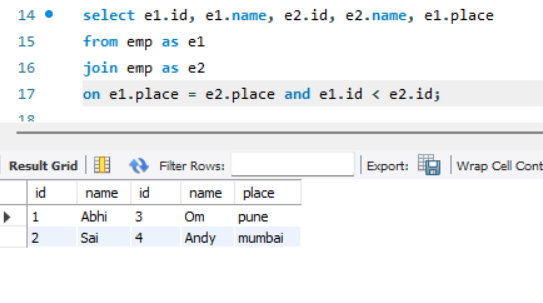 14 select e1.id, e1.name, e2.id, e2.name, e1.place
15 from emp as e1
16 join emp as e2
17 on e1.place = e2.place and e1.id < e2.id;
18
Result Grid Filter Rows: Export: Wrap Cell Cont
id name id name place
1 Abhi 3 Om pune
2 Sai 4 Andy mumbai